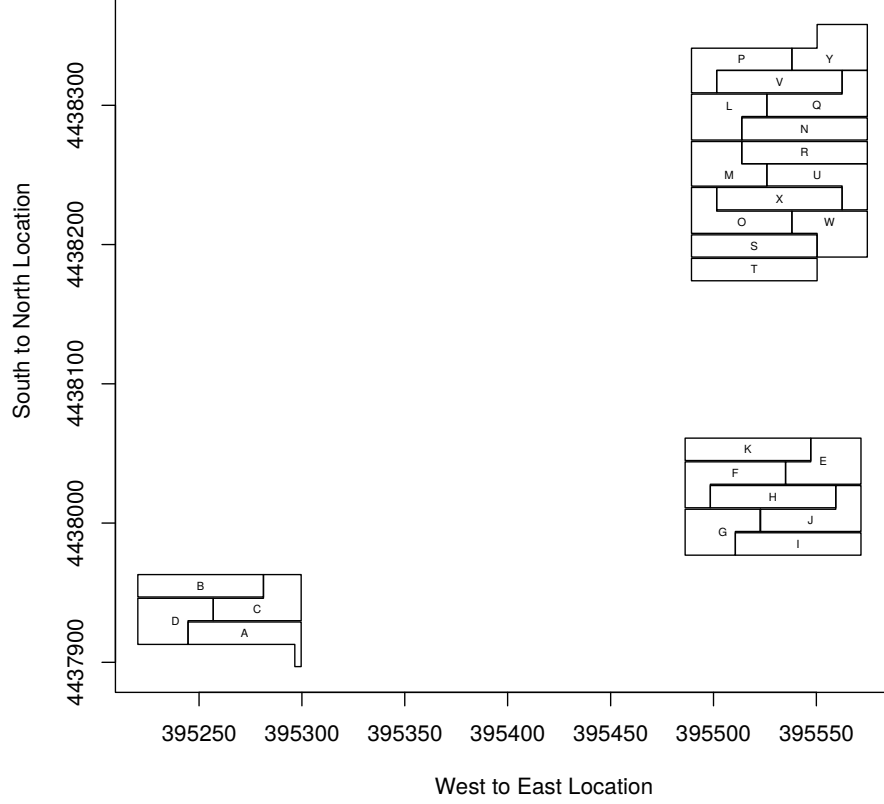 South to North Location
4438300
4438200
4438100
4438000
4437900
P Y
V
L Q
N
R
M U
X
O W
S
T
K
E
F
H
J
G
I
B
C
D
A
395250 395300 395350 395400 395450 395500 395550
West to East Location